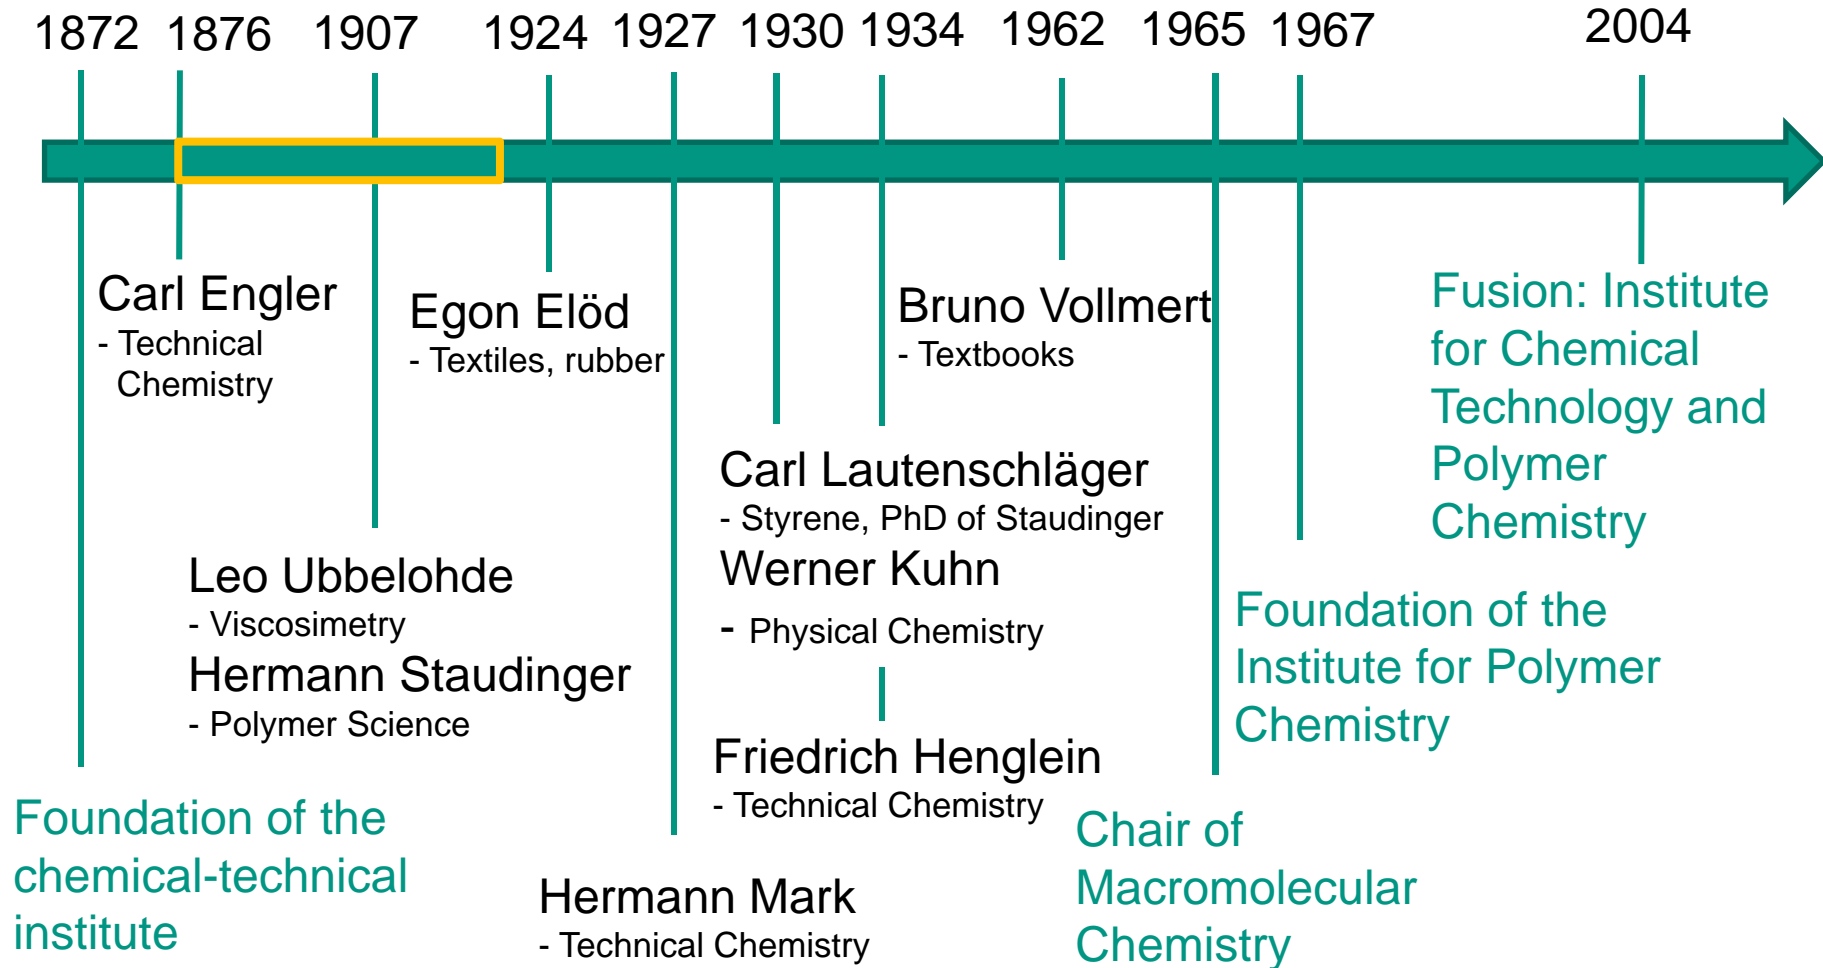 1872 1876 1907 1924 1927 1930 1934 1962 1965 1967 2004
Carl Engler
- Technical
Chemistry
Egon Elöd
- Textiles, rubber
Bruno Vollmert
- Textbooks
Fusion: Institute
for Chemical
Technology and
Polymer
Chemistry
Leo Ubbelohde
- Viscosimetry
Hermann Staudinger
- Polymer Science
Carl Lautenschläger
- Styrene, PhD of Staudinger
Werner Kuhn
- Physical Chemistry
Foundation of the
Institute for Polymer
Chemistry
Friedrich Henglein
- Technical Chemistry
Foundation of the
chemical-technical
institute
Hermann Mark
- Technical Chemistry
Chair of
Macromolecular
Chemistry